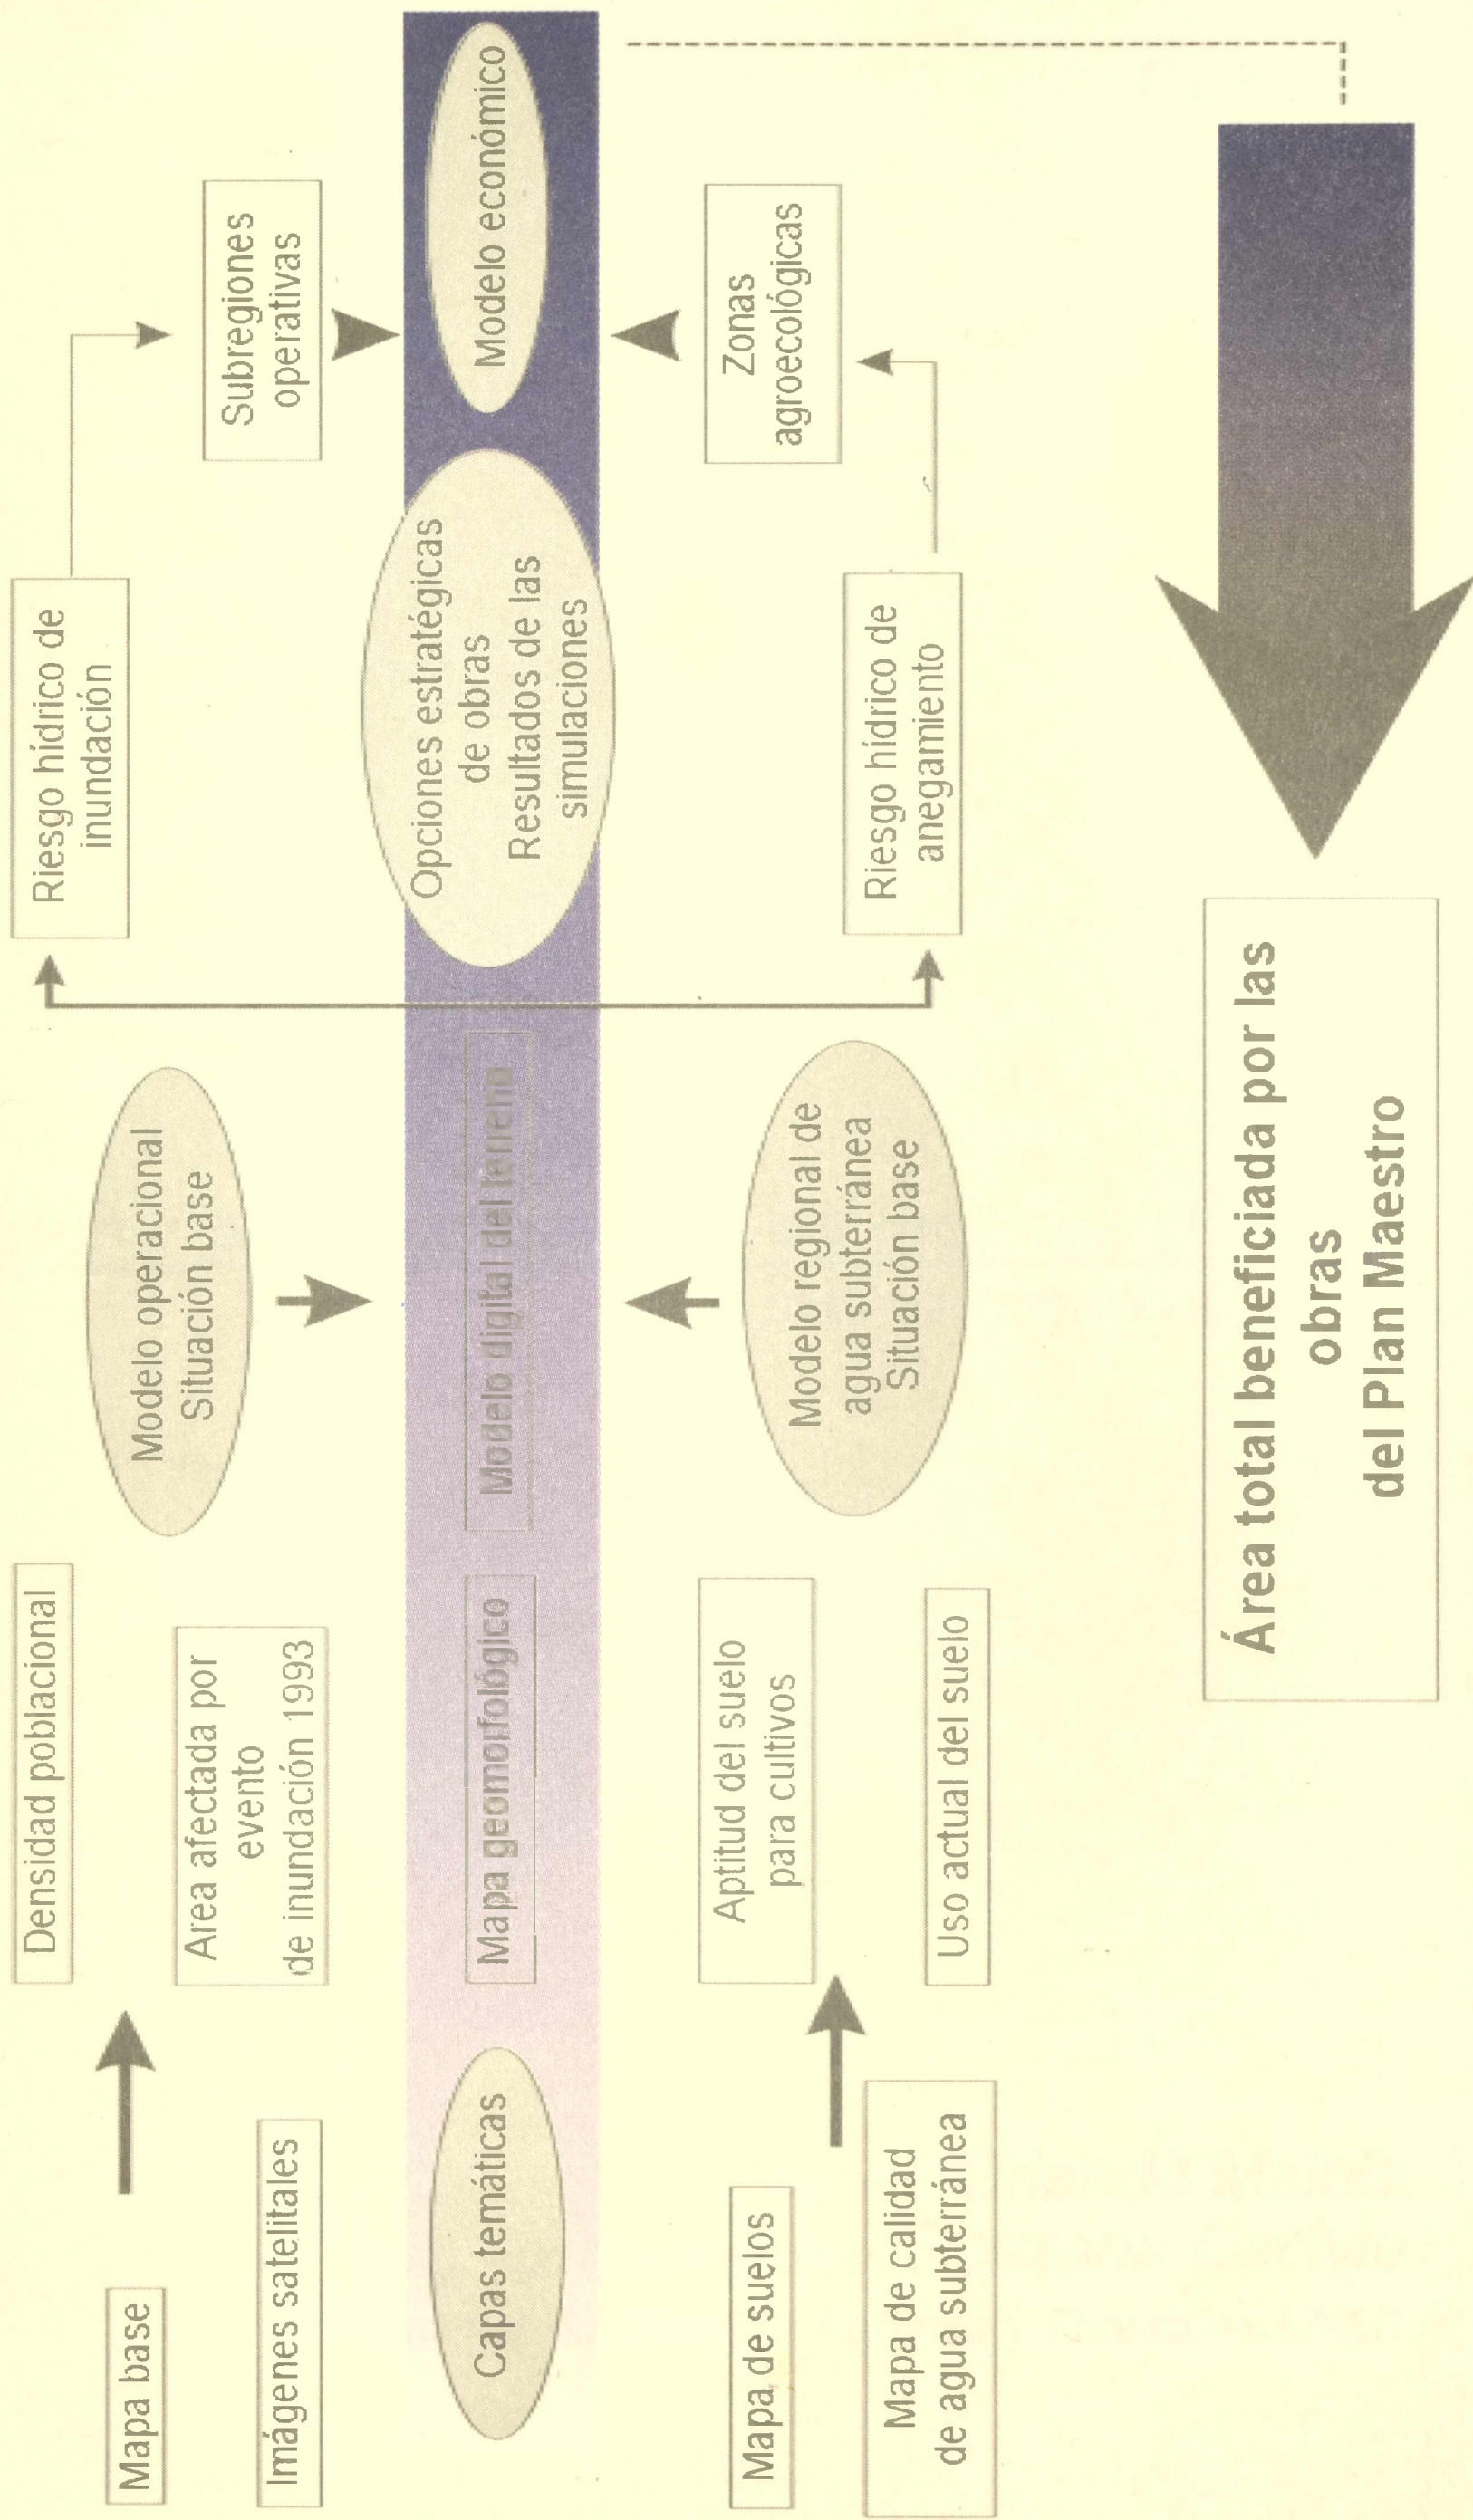 Mapa base
Imágenes satelitales
Densidad poblacional
Area afectada por
evento
de inundación 1993
Modelo operacional
Situación base
Riesgo hídrico de
inundación
Subregiones
operativas
Capas temáticas
Mapa geomorfológico
Modelo digital del terreno
Opciones estratégicas
de obras
Resultados de las
simulaciones
Modelo económico
Mapa de suelos
Mapa de calidad
de agua subterránea
Aptitud del suelo
para cultivos
Uso actual del suelo
Modelo regional de
agua subterránea
Situación base
Riesgo hídrico de
anegamiento
Zonas
agroecológicas
Área total beneficiada por las
obras
del Plan Maestro